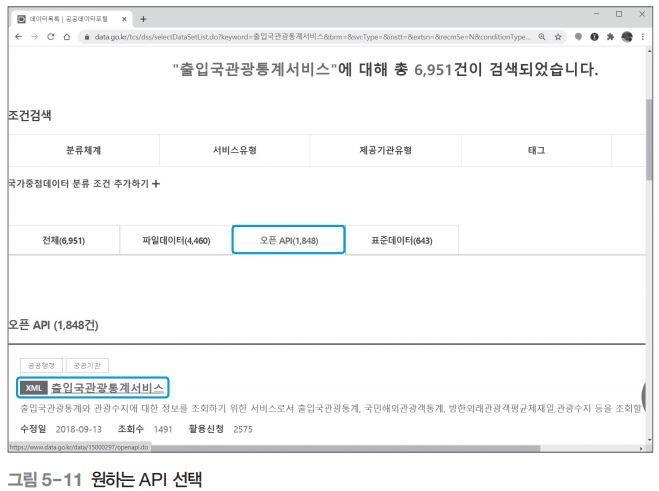 데이터목록 | 공공데이터포털
data.go.kr/tcs/dss/selectDataSetList.do?keyword=출입국관광통계서비스&brm=&svcType=&instt=&extsn=&recmSe=N&conditionType...
"출입국관광통계서비스"에 대해 총 6,951건이 검색되었습니다.
조건검색
분류체계 서비스유형 제공기관유형 태그
국가중점데이터 분류 조건 추가하기 +
전체(6,951) 파일데이터(4,460) 오픈 API(1,848) 표준데이터(643)
오픈 API (1,848건)
공공행정 공공기관
XML 출입국관광통계서비스
출입국관광통계와 관광수지에 대한 정보를 조회하기 위한 서비스로서 출입국관광통계, 국민해외관광객통계, 방한외래관광객평균체재일,관광수지 등을 조회할
수정일 2018-09-13 조회수 1491 활용신청 2575
https://www.data.go.kr/data/15000297/openapi.do
그림 5-11 원하는 API 선택